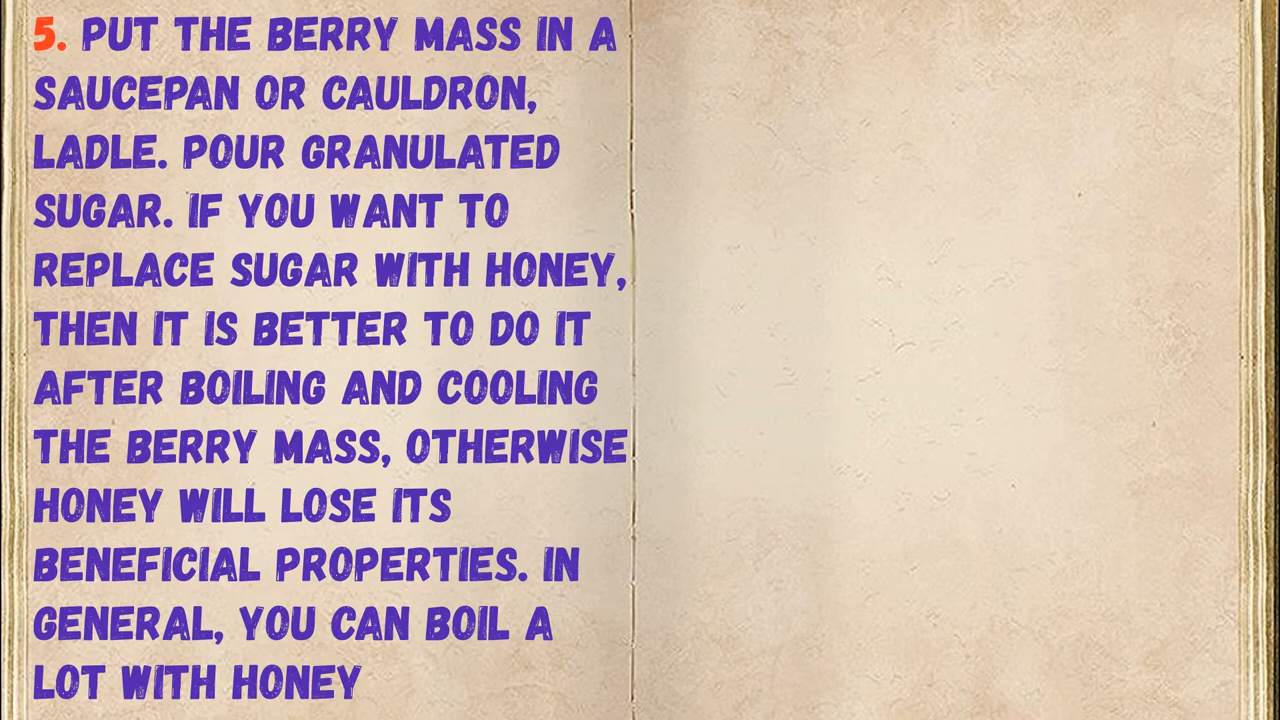 5. PUT THE BERRY MASS IN A
SAUCEPAN OR CAULDRON,
LADLE. POUR GRANULATED
SUGAR. IF YOU WANT TO
REPLACE SUGAR WITH HONEY,
THEN IT IS BETTER TO DO IT
AFTER BOILING AND COOLING
THE BERRY MASS, OTHERWISE
HONEY WILL LOSE ITS
BENEFICIAL PROPERTIES. IN
GENERAL, YOU CAN BOIL A
LOT WITH HONEY